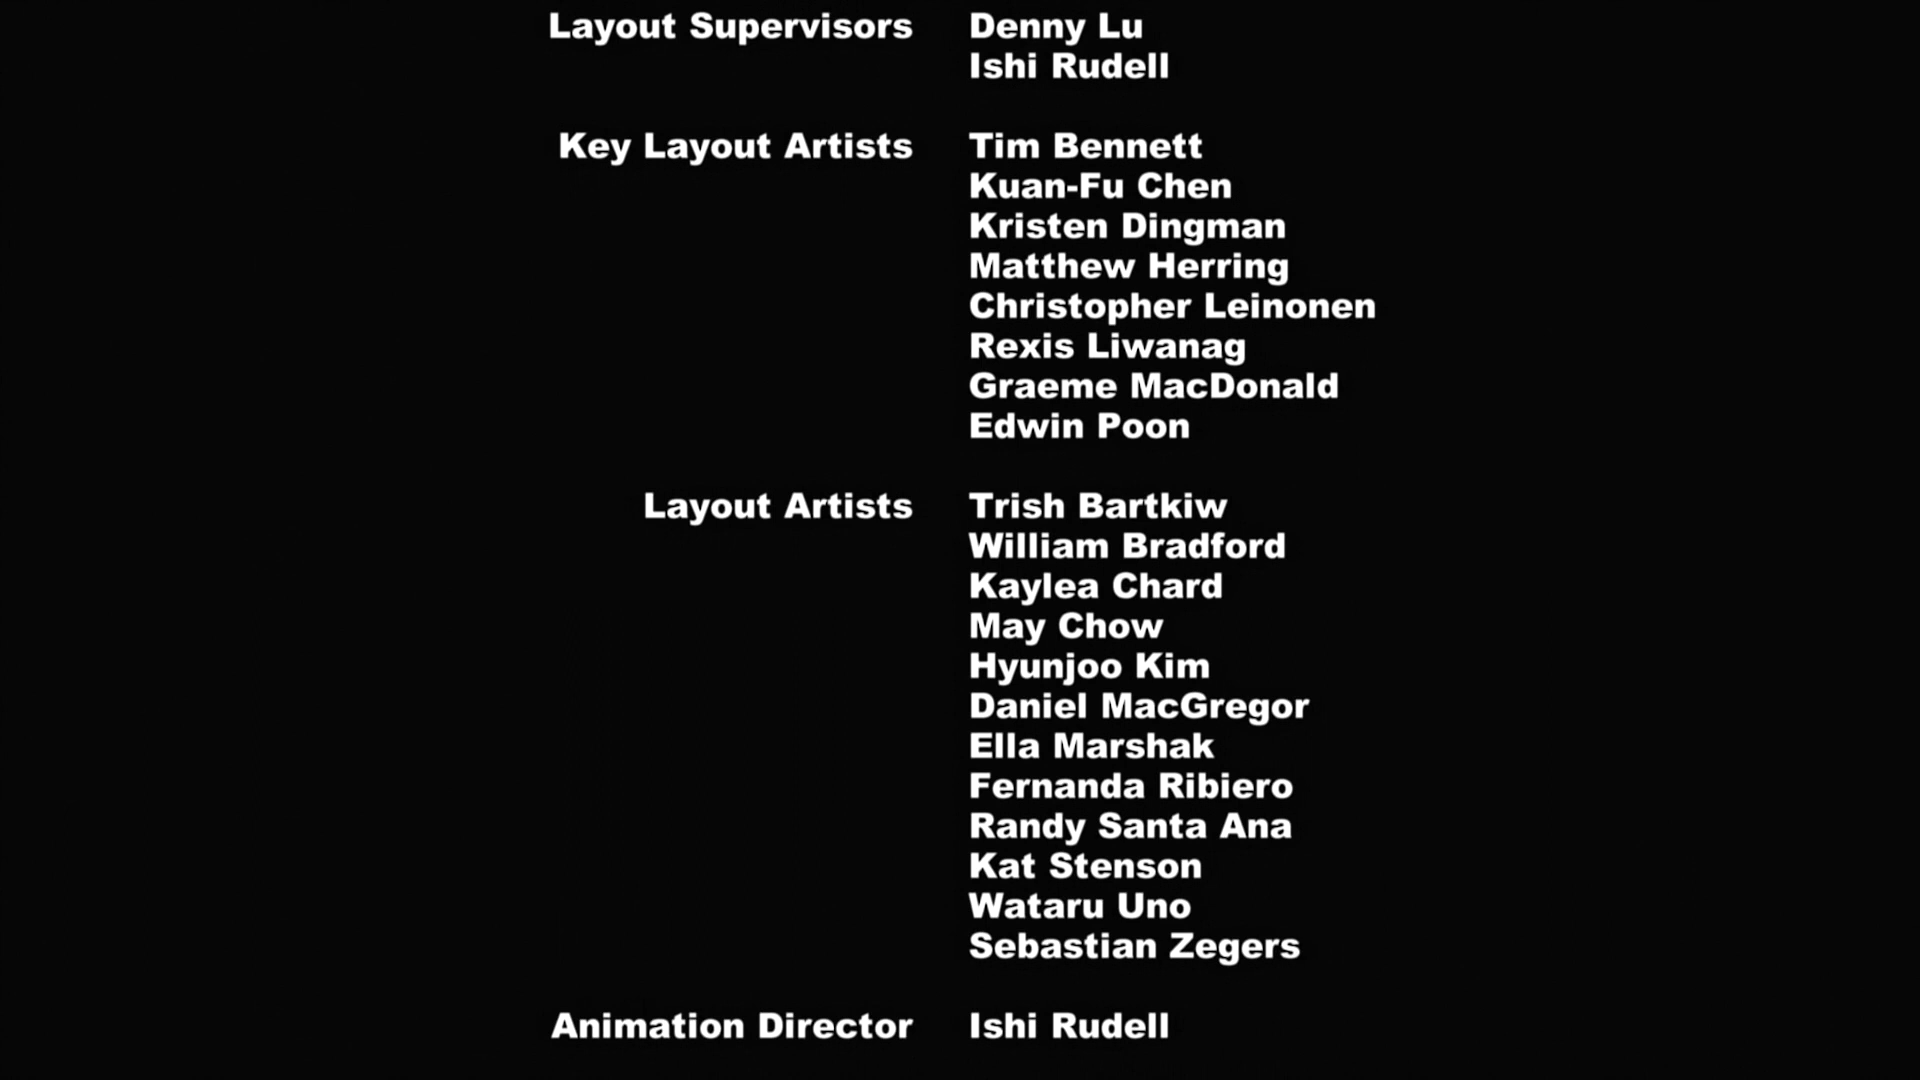 Layout Supervisors Denny Lu
Ishi Rudell
Key Layout Artists Tim Bennett
Kuan-Fu Chen
Kristen Dingman
Matthew Herring
Christopher Leinonen
Rexis Liwanag
Graeme MacDonald
Edwin Poon
Layout Artists Trish Bartkiw
William Bradford
Kaylea Chard
May Chow
Hyunjoo Kim
Daniel MacGregor
Ella Marshak
Fernanda Ribiero
Randy Santa Ana
Kat Stenson
Wataru Uno
Sebastian Zegers
Animation Director Ishi Rudell